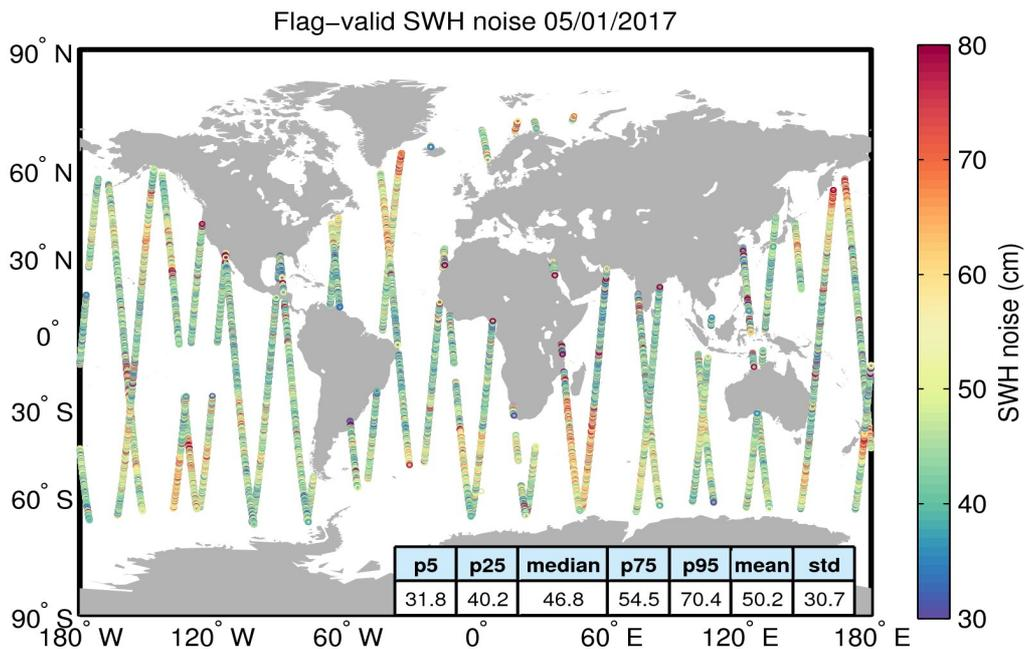 Flag−valid SWH noise 05/01/2017
90° N
60° N
30° N
0°
30° S
60° S
90° S
180° W 120° W 60° W 0° 60° E 120° E 180° E
p5 p25 median p75 p95 mean std
31.8 40.2 46.8 54.5 70.4 50.2 30.7
80
70
60
50
40
30
SWH noise (cm)